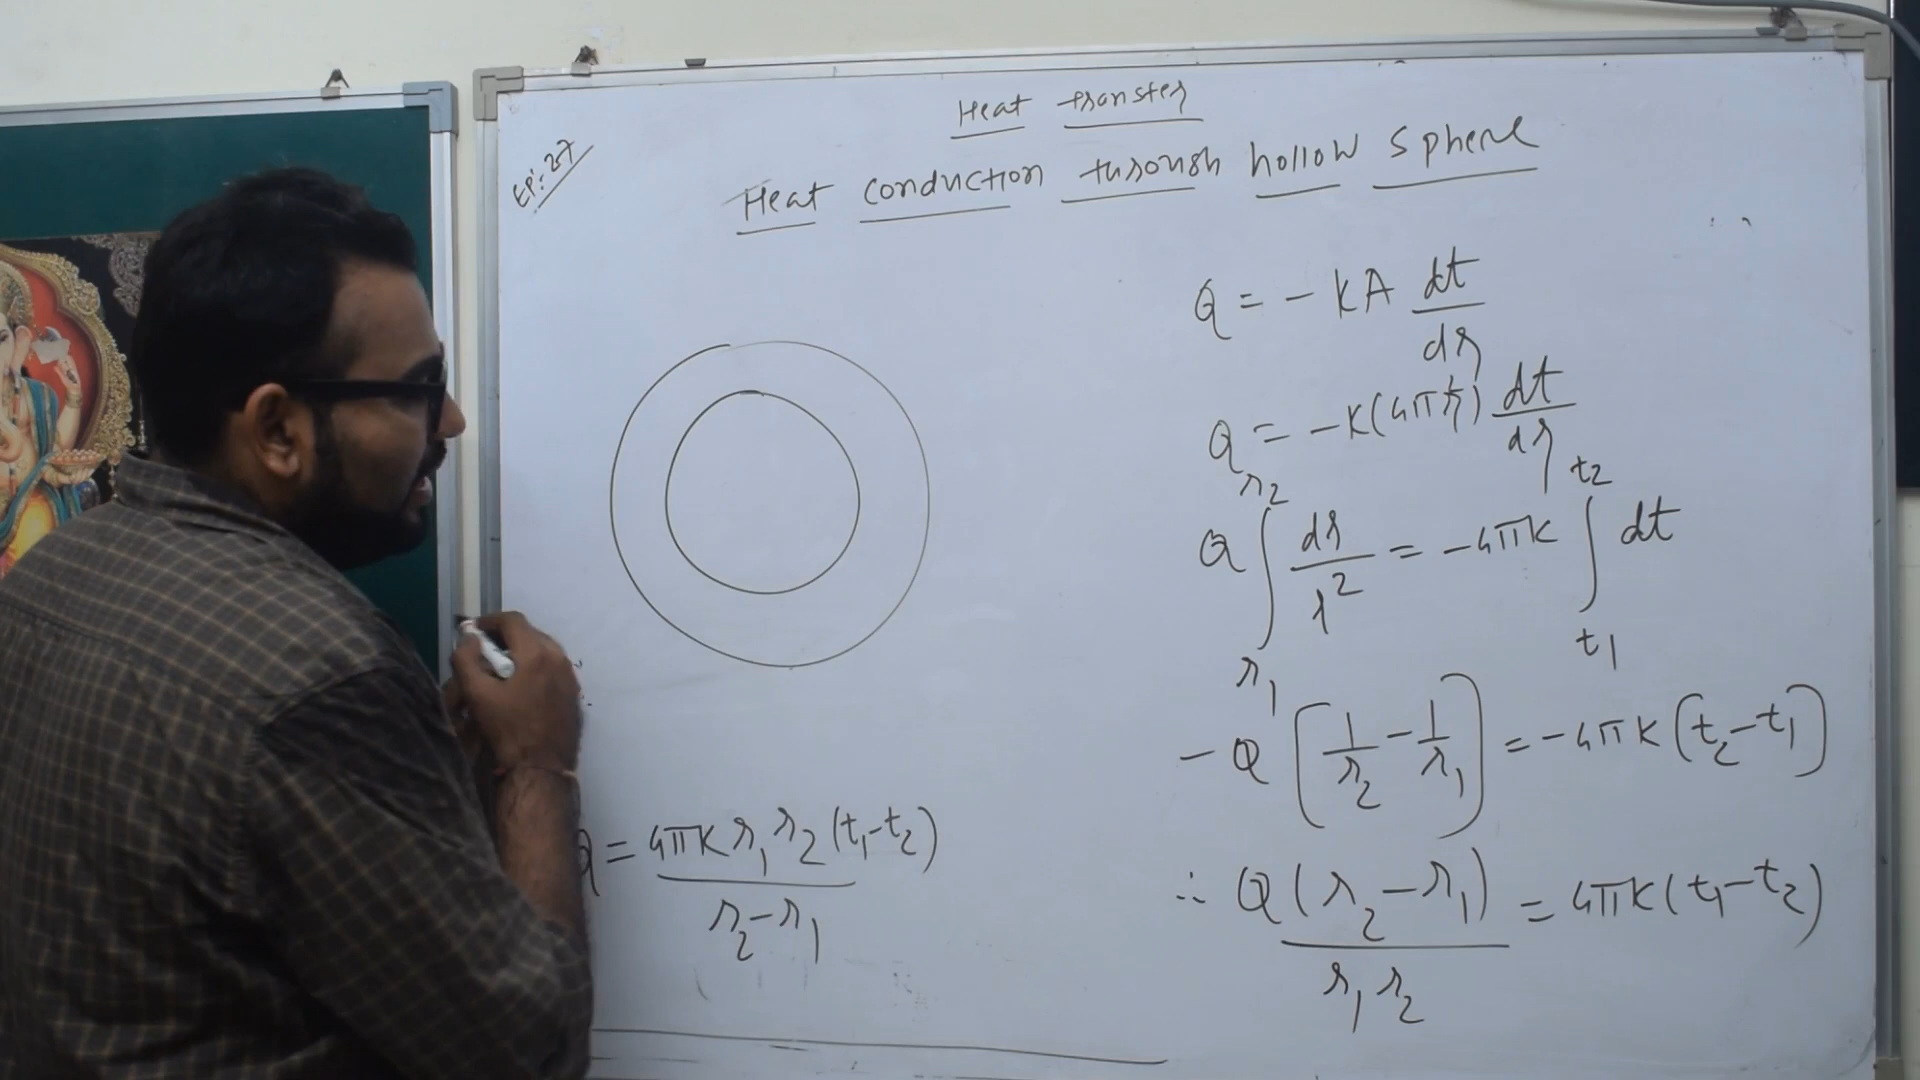 Heat transfer
EP: 27
Heat conduction through hollow sphere
Q = - KA dt/dr
Q = -K(4πr²) dt/dr
Q ∫_{r1}^{r2} dr/r² = -4πK ∫_{t1}^{t2} dt
-Q [1/r2 - 1/r1] = -4πK (t2-t1)
∴ Q(r2-r1)/r1 r2 = 4πK(t1-t2)
Q = 4πK r1 r2 (t1-t2)/r2-r1